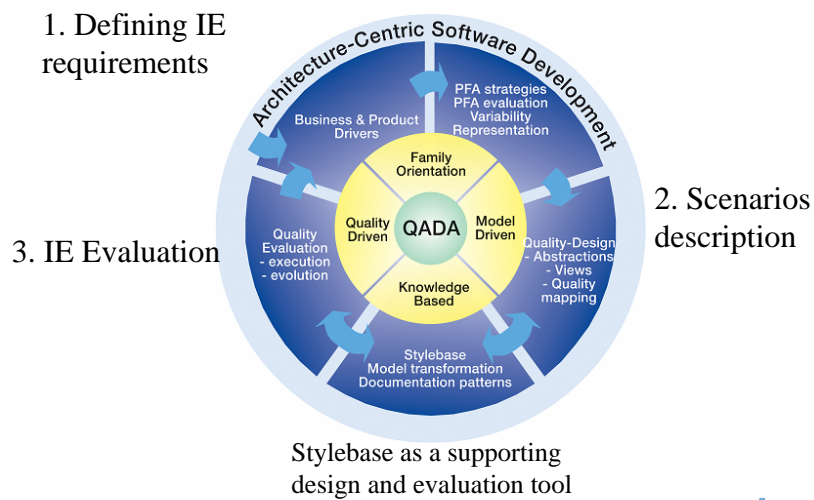 1. Defining IE
requirements
Architecture-Centric Software Development
PFA strategies
PFA evaluation
Variability
Representation
Business & Product
Drivers
Family
Orientation
2. Scenarios
description
3. IE Evaluation
Quality
Evaluation
- execution
- evolution
Quality
Driven
QADA
Model
Driven
Quality-Design
- Abstractions
- Views
- Quality
mapping
Knowledge
Based
Stylebase
Model transformation
Documentation patterns
Stylebase as a supporting
design and evaluation tool